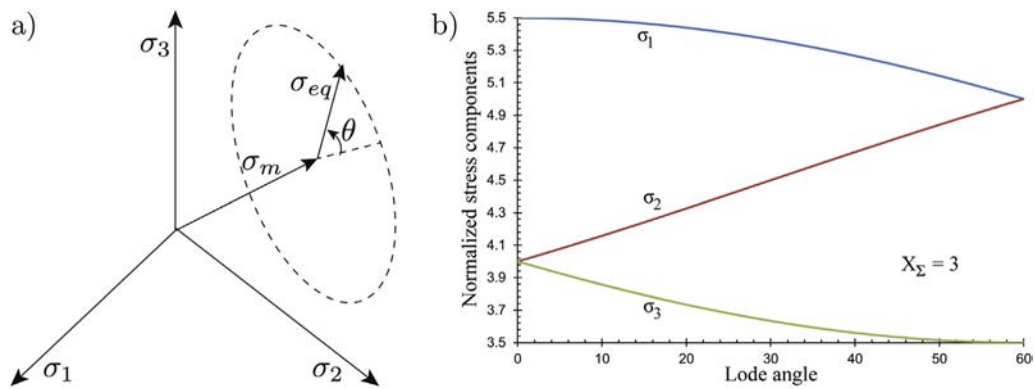 a)
σ3
σeq
θ
σm
σ1
σ2
b)
Normalized stress components
5.5
5.3
5.1
4.9
4.7
4.5
4.3
4.1
3.9
3.7
3.5
σ1
σ2
σ3
XΣ = 3
0 10 20 30 40 50 60
Lode angle